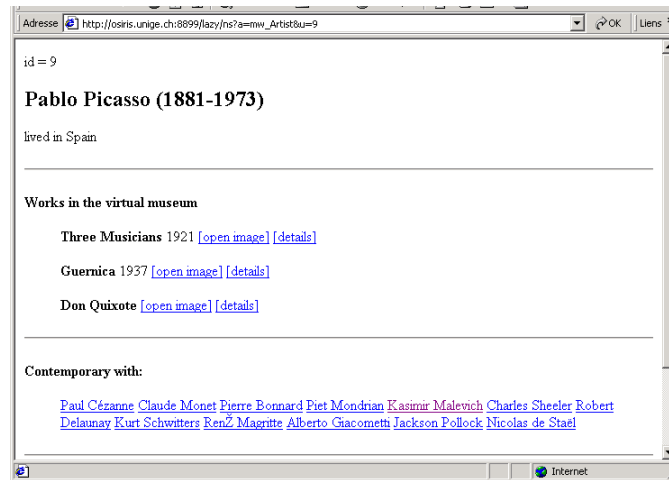 Adresse http://osiris.unige.ch:8899/lazy/ns?a=mw_Artist&u=9 OK Liens
id = 9
Pablo Picasso (1881-1973)
lived in Spain
Works in the virtual museum
Three Musicians 1921 [open image] [details]
Guernica 1937 [open image] [details]
Don Quixote [open image] [details]
Contemporary with:
Paul Cézanne Claude Monet Pierre Bonnard Piet Mondrian Kasimir Malevich Charles Sheeler Robert
Delaunay Kurt Schwitters RenŽ Magritte Alberto Giacometti Jackson Pollock Nicolas de Staël
Internet